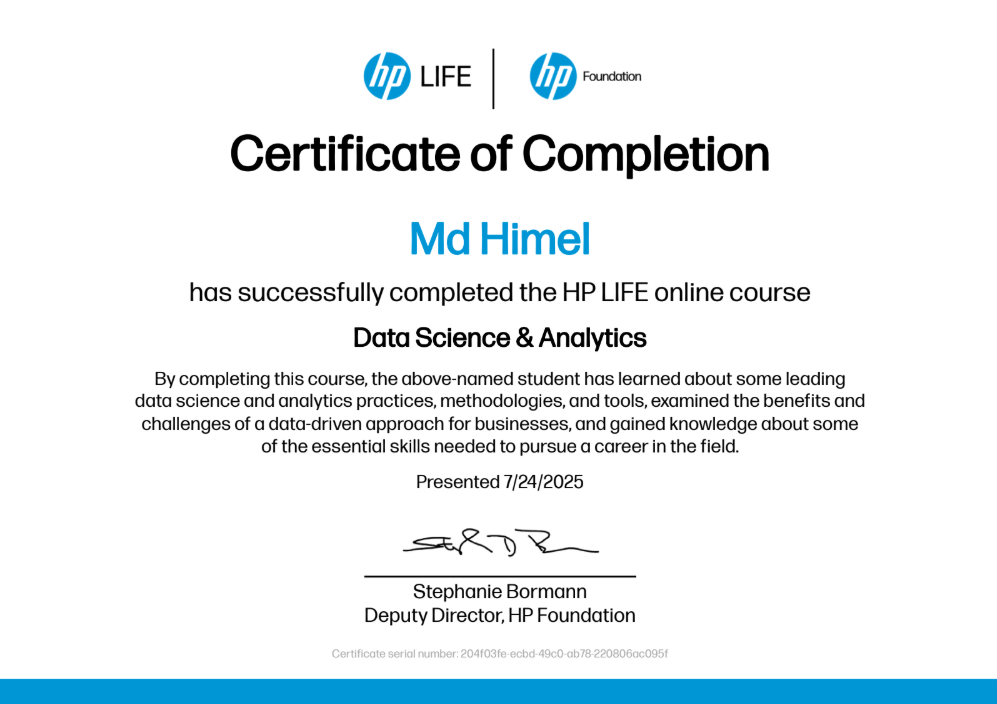 hp LIFE | hp Foundation
Certificate of Completion
Md Himel
has successfully completed the HP LIFE online course
Data Science & Analytics
By completing this course, the above-named student has learned about some leading
data science and analytics practices, methodologies, and tools, examined the benefits and
challenges of a data-driven approach for businesses, and gained knowledge about some
of the essential skills needed to pursue a career in the field.
Presented 7/24/2025
Stephanie Bormann
Deputy Director, HP Foundation
Certificate serial number: 204f03fe-ecbd-49c0-ab78-220806ac095f